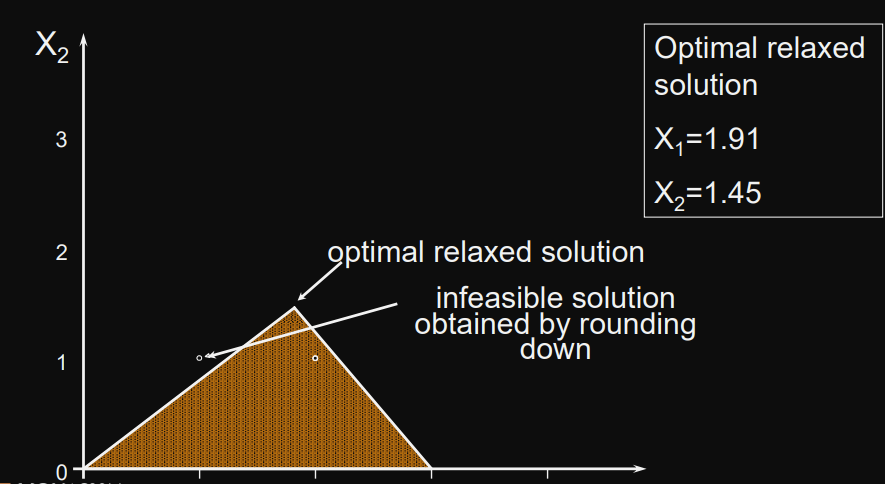 X₂
Optimal relaxed
solution
X₁=1.91
X₂=1.45
3
2
optimal relaxed solution
infeasible solution
obtained by rounding
down
1
0